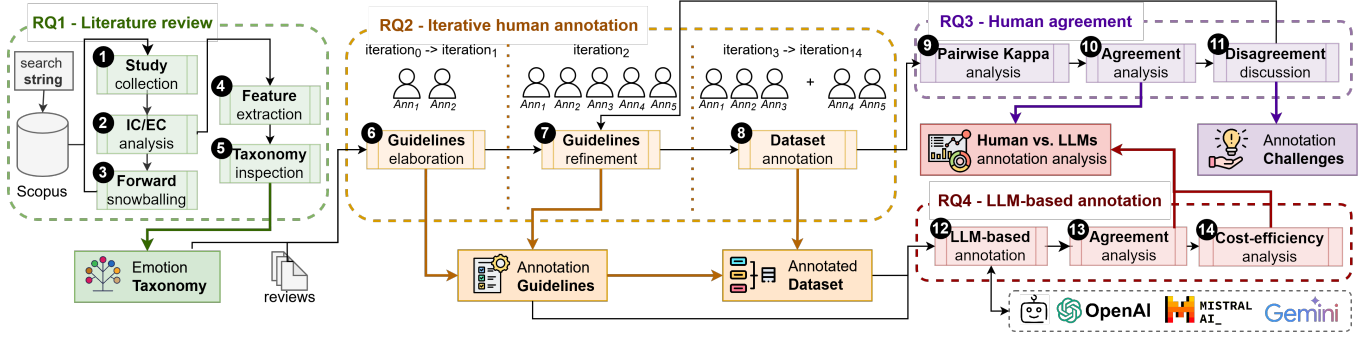 RQ1 - Literature review
search
string
Scopus
1
Study
collection
2
IC/EC
analysis
3
Forward
snowballing
4
Feature
extraction
5
Taxonomy
inspection
Emotion
Taxonomy
reviews
RQ2 - Iterative human annotation
iteration0 -> iteration1
Ann1 Ann2
iteration2
Ann1 Ann2 Ann3 Ann4 Ann5
iteration3 -> iteration14
+
Ann1 Ann2 Ann3 Ann4 Ann5
6
Guidelines
elaboration
7
Guidelines
refinement
8
Dataset
annotation
Annotation
Guidelines
Annotated
Dataset
RQ3 - Human agreement
9
Pairwise Kappa
analysis
10
Agreement
analysis
11
Disagreement
discussion
Human vs. LLMs
annotation analysis
Annotation
Challenges
RQ4 - LLM-based annotation
12
LLM-based
annotation
13
Agreement
analysis
14
Cost-efficiency
analysis
OpenAI
MISTRAL
AI_
Gemini